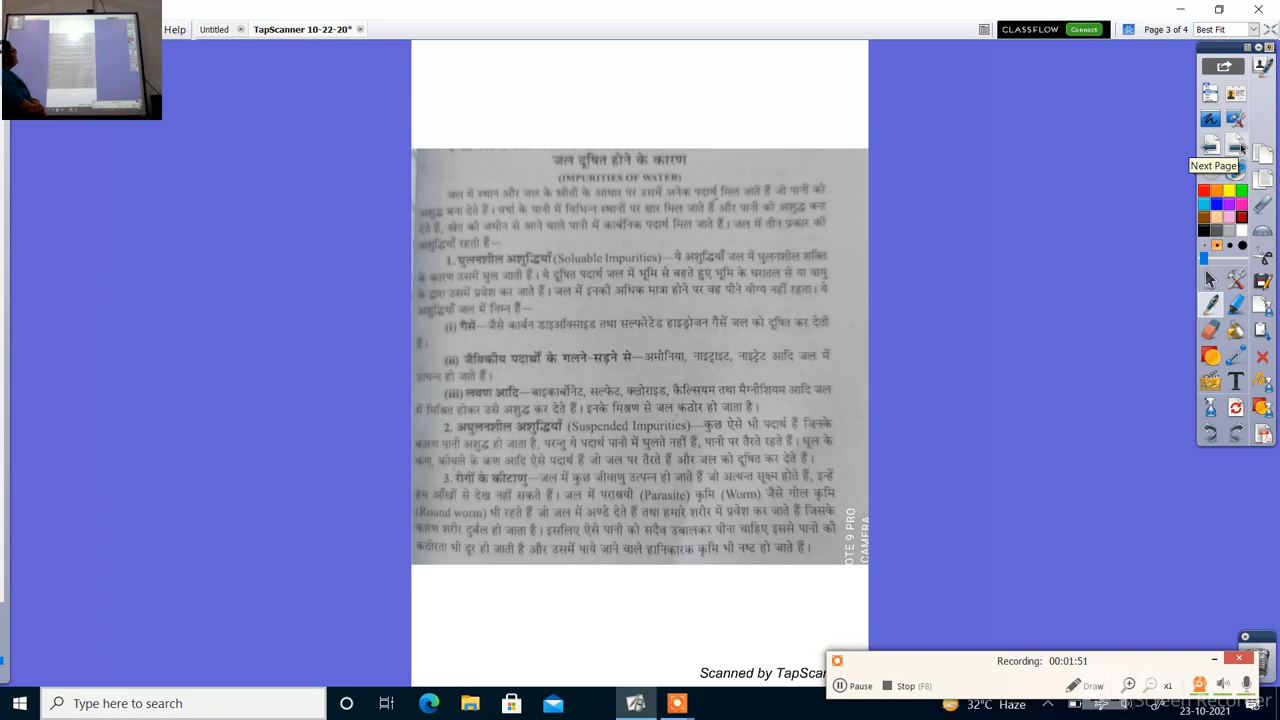 Help
Untitled
TapScanner 10-22-20*
CLASSFLOW
Connect
Page 3 of 4
Best Fit
Next Page
जल दूषित होने के कारण
(IMPURITIES OF WATER)
जल में स्थान और जल के स्रोतों के आधार पर उसमें अनेक पदार्थ मिल जाते हैं जो पानी को
अशुद्ध बना देते हैं। वर्षा के पानी में विभिन्न स्थानों पर क्षार मिल जाते हैं और पानी को अशुद्ध बना
देते हैं, खेत की जमीन से आने वाले पानी में कार्बनिक पदार्थ मिल जाते हैं। जल में तीन प्रकार की
अशुद्धियाँ रहती हैं—
1. घुलनशील अशुद्धियाँ (Soluable Impurities)—ये अशुद्धियाँ जल में घुलनशील शक्ति
के कारण उसमें घुल जाती हैं। ये दूषित पदार्थ जल में भूमि से बहते हुए भूमि के धरातल से या वायु
के द्वारा उसमें प्रवेश कर जाते हैं। जल में इनकी अधिक मात्रा होने पर वह पीने योग्य नहीं रहता। ये
अशुद्धियाँ जल में निम्न हैं—
(i) गैसें—जैसे कार्बन डाइऑक्साइड तथा सल्फरेटेड हाइड्रोजन गैसें जल को दूषित कर देती
हैं।
(ii) जैविकीय पदार्थों के गलने-सड़ने से—अमोनिया, नाइट्राइट, नाइट्रेट आदि जल में
उत्पन्न हो जाते हैं।
(iii) लवण आदि—बाइकार्बोनेट, सल्फेट, क्लोराइड, कैल्सियम तथा मैग्नीशियम आदि जल
में मिश्रित होकर उसे अशुद्ध कर देते हैं। इनके मिश्रण से जल कठोर हो जाता है।
2. अघुलनशील अशुद्धियाँ (Suspended Impurities)—कुछ ऐसे भी पदार्थ हैं जिनके
कारण पानी अशुद्ध हो जाता है, परन्तु ये पदार्थ पानी में घुलते नहीं हैं, पानी पर तैरते रहते हैं। धूल के
कण, कोयले के कण आदि ऐसे पदार्थ हैं जो जल पर तैरते हैं और जल को दूषित कर देते हैं।
3. रोगों के कीटाणु—जल में कुछ जीवाणु उत्पन्न हो जाते हैं जो अत्यन्त सूक्ष्म होते हैं, इन्हें
हम आँखों से देख नहीं सकते हैं। जल में पराश्रयी (Parasite) कृमि (Worm) जैसे गोल कृमि
(Round worm) भी रहते हैं जो जल में अण्डे देते हैं तथा हमारे शरीर में प्रवेश कर जाते हैं जिसके
कारण शरीर दुर्बल हो जाता है। इसलिए ऐसे पानी को सदैव उबालकर पीना चाहिए इससे पानी की
कठोरता भी दूर हो जाती है और उसमें पाये जाने वाले हानिकारक कृमि भी नष्ट हो जाते हैं।
OTE 9 PRO
CAMERA
Scanned by TapSca
Recording: 00:01:51
Pause
Stop (F8)
x1
Draw
Type here to search
32°C Haze
23-10-2021